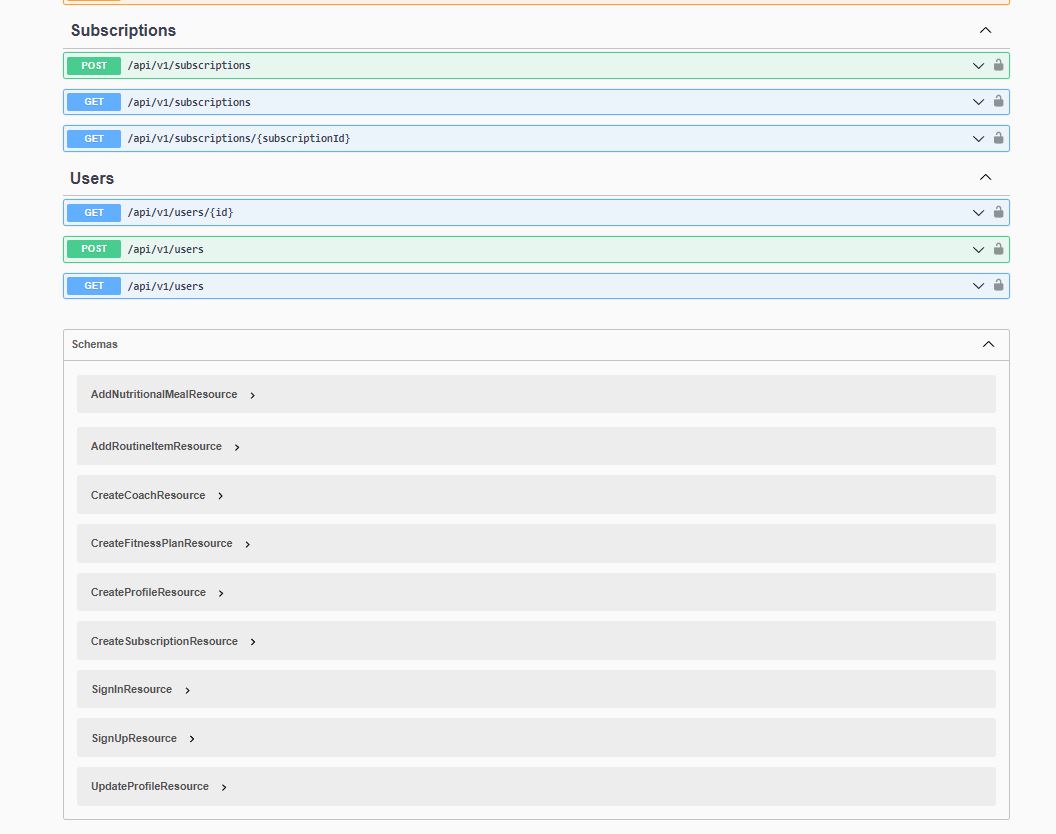 Subscriptions
POST /api/v1/subscriptions
GET /api/v1/subscriptions
GET /api/v1/subscriptions/{subscriptionId}
Users
GET /api/v1/users/{id}
POST /api/v1/users
GET /api/v1/users
Schemas
AddNutritionalMealResource
AddRoutineItemResource
CreateCoachResource
CreateFitnessPlanResource
CreateProfileResource
CreateSubscriptionResource
SignInResource
SignUpResource
UpdateProfileResource